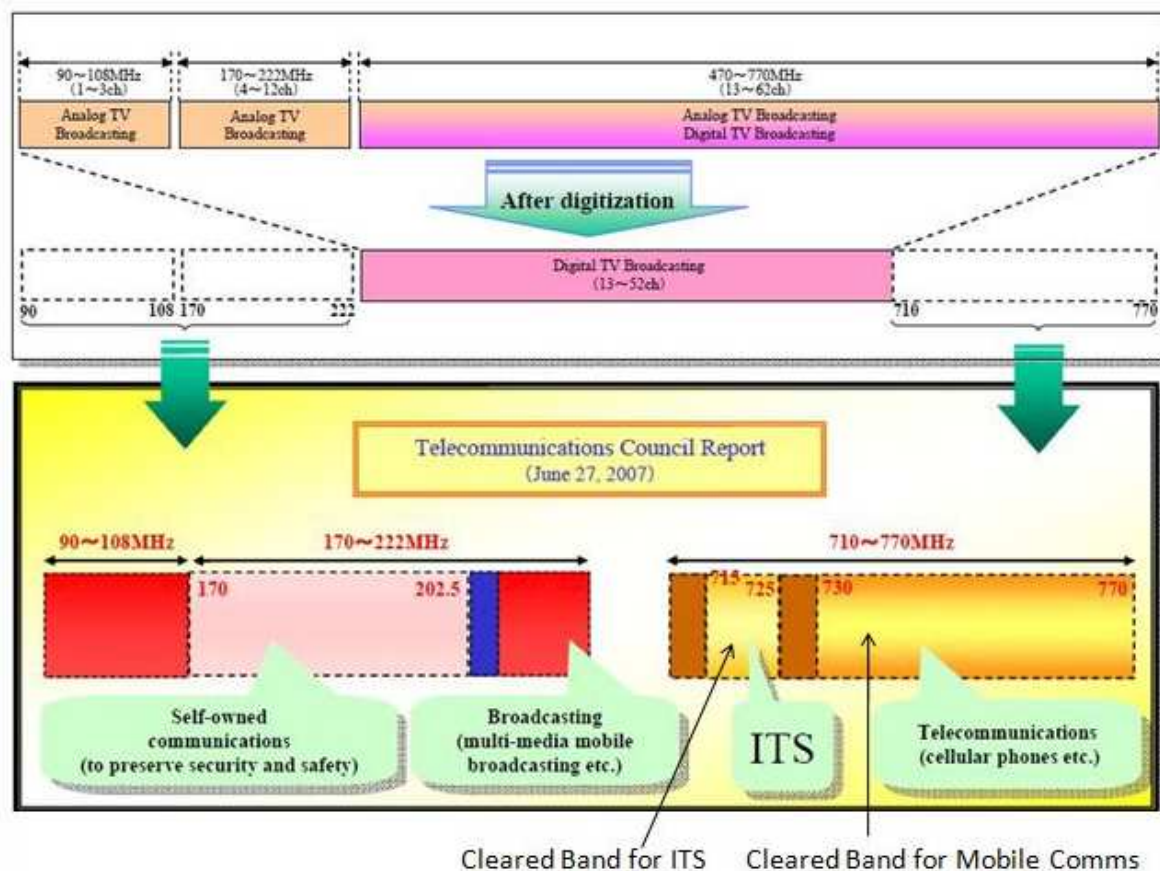 90～108MHz
(1～3ch)
170～222MHz
(4～12ch)
470～770MHz
(13～62ch)
Analog TV
Broadcasting
Analog TV
Broadcasting
Analog TV Broadcasting
Digital TV Broadcasting
After digitization
Digital TV Broadcasting
(13～52ch)
90
108
170
222
710
770
Telecommunications Council Report
(June 27, 2007)
90～108MHz
170～222MHz
710～770MHz
170
202.5
715
725
730
770
Self-owned
communications
(to preserve security and safety)
Broadcasting
(multi-media mobile
broadcasting etc.)
ITS
Telecommunications
(cellular phones etc.)
Cleared Band for ITS
Cleared Band for Mobile Comms